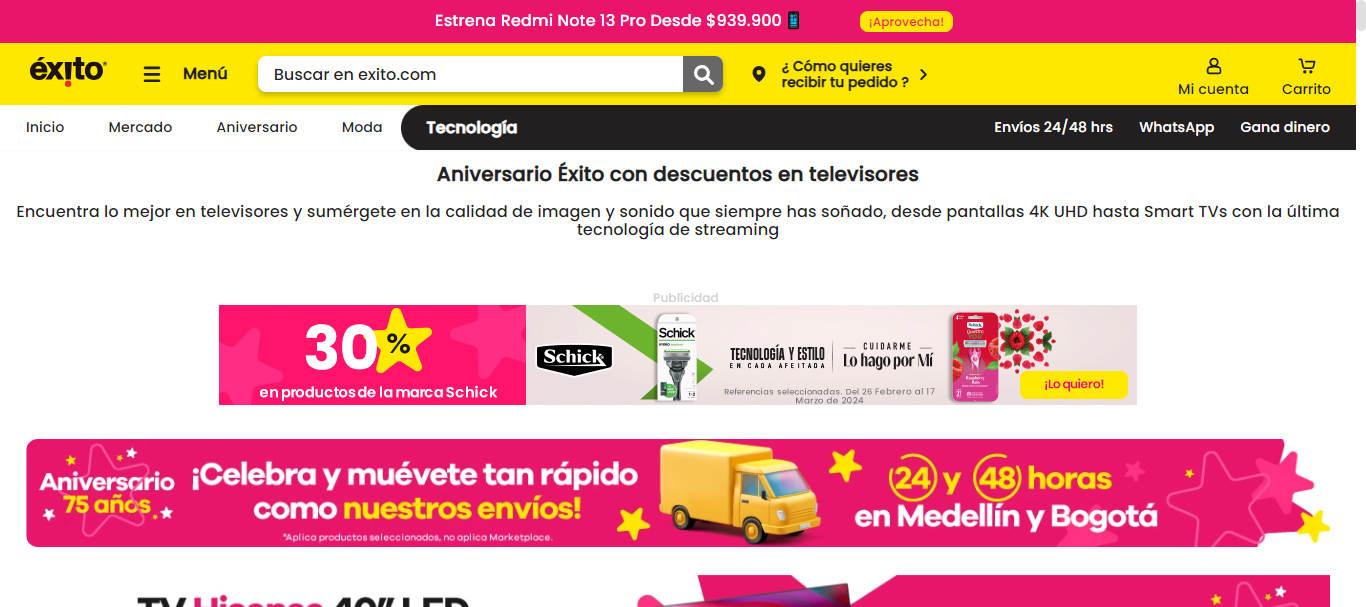 Estrena Redmi Note 13 Pro Desde $939.900
¡Aprovecha!
éxito
Menú
Buscar en exito.com
¿ Cómo quieres
recibir tu pedido ?
Mi cuenta
Carrito
Inicio
Mercado
Aniversario
Moda
Tecnología
Envíos 24/48 hrs
WhatsApp
Gana dinero
Aniversario Éxito con descuentos en televisores
Encuentra lo mejor en televisores y sumérgete en la calidad de imagen y sonido que siempre has soñado, desde pantallas 4K UHD hasta Smart TVs con la última
tecnología de streaming
Publicidad
30%
en productos de la marca Schick
Schick
Schick
TECNOLOGÍA Y ESTILO
EN CADA AFEITADA
CUIDARME
Lo hago por Mí
Referencias seleccionadas. Del 26 Febrero al 17
Marzo de 2024
¡Lo quiero!
Aniversario
75 años.
¡Celebra y muévete tan rápido
como nuestros envíos!
*Aplica productos seleccionados, no aplica Marketplace.
24 y 48 horas
en Medellín y Bogotá
TV Hisense 40" LED